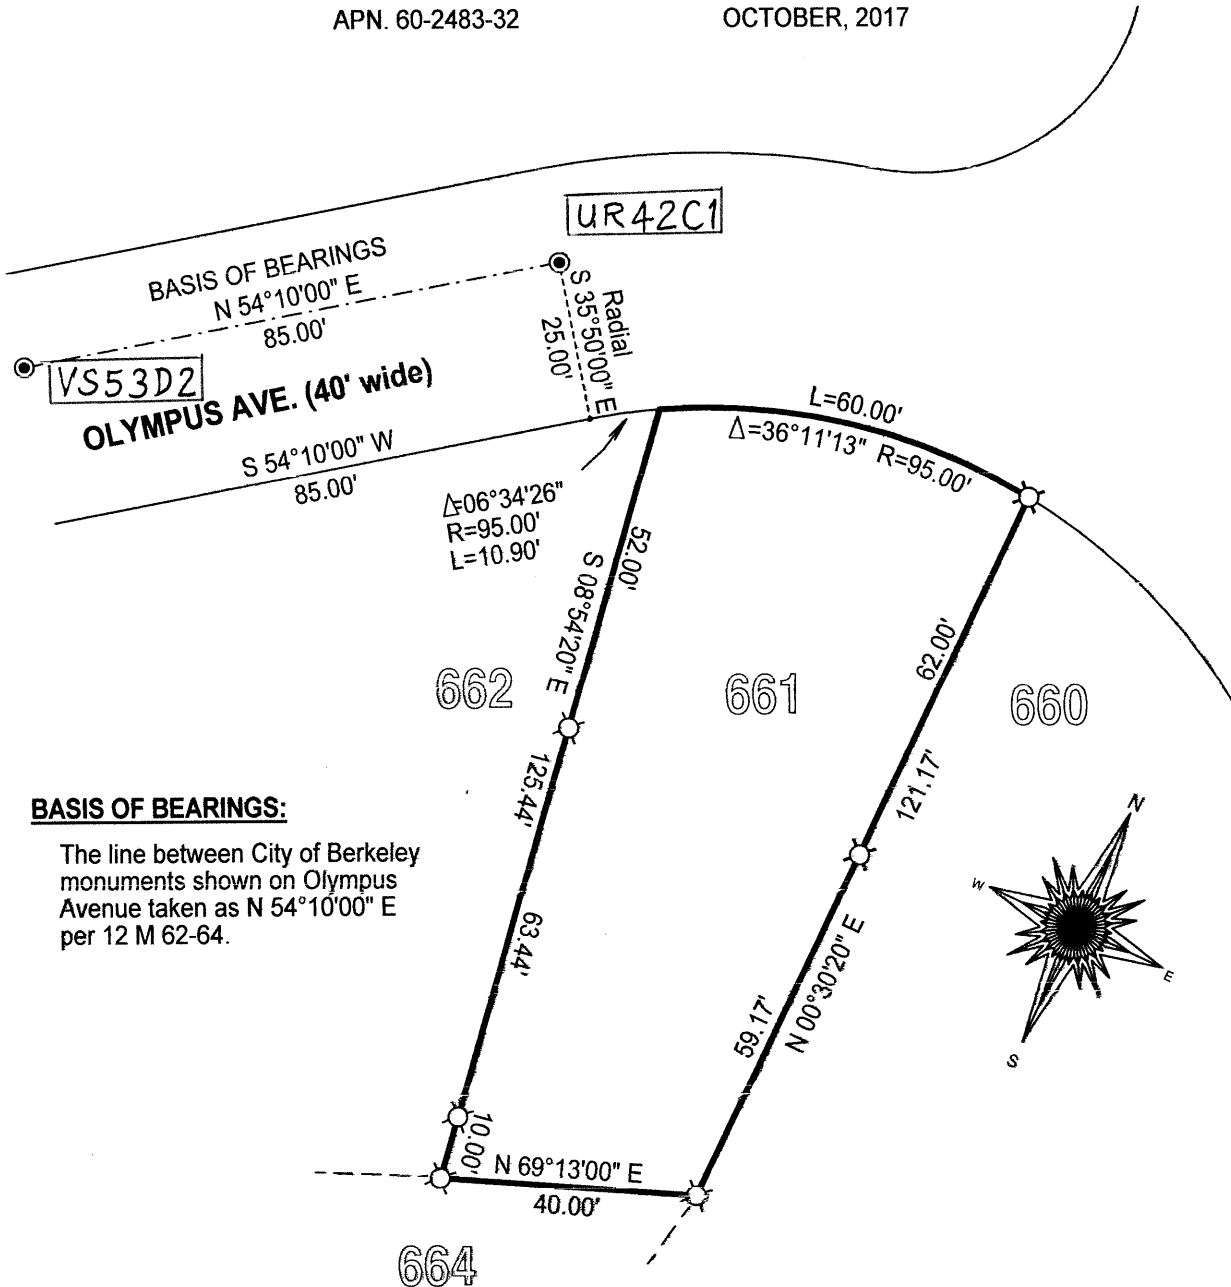 APN. 60-2483-32
OCTOBER, 2017
UR42C1
BASIS OF BEARINGS
N 54°10'00" E
85.00'
Radial
S 35°50'00" E
25.00'
VS53D2
OLYMPUS AVE. (40' wide)
S 54°10'00" W
85.00'
L=60.00'
Δ=36°11'13" R=95.00'
Δ=06°34'26"
R=95.00'
L=10.90'
52.00'
S 08°54'20" E
62.00'
662
661
660
125.44'
121.17'
BASIS OF BEARINGS:
The line between City of Berkeley
monuments shown on Olympus
Avenue taken as N 54°10'00" E
per 12 M 62-64.
N
W
E
S
63.44'
N 00°30'20" E
59.17'
10.00'
N 69°13'00" E
40.00'
664